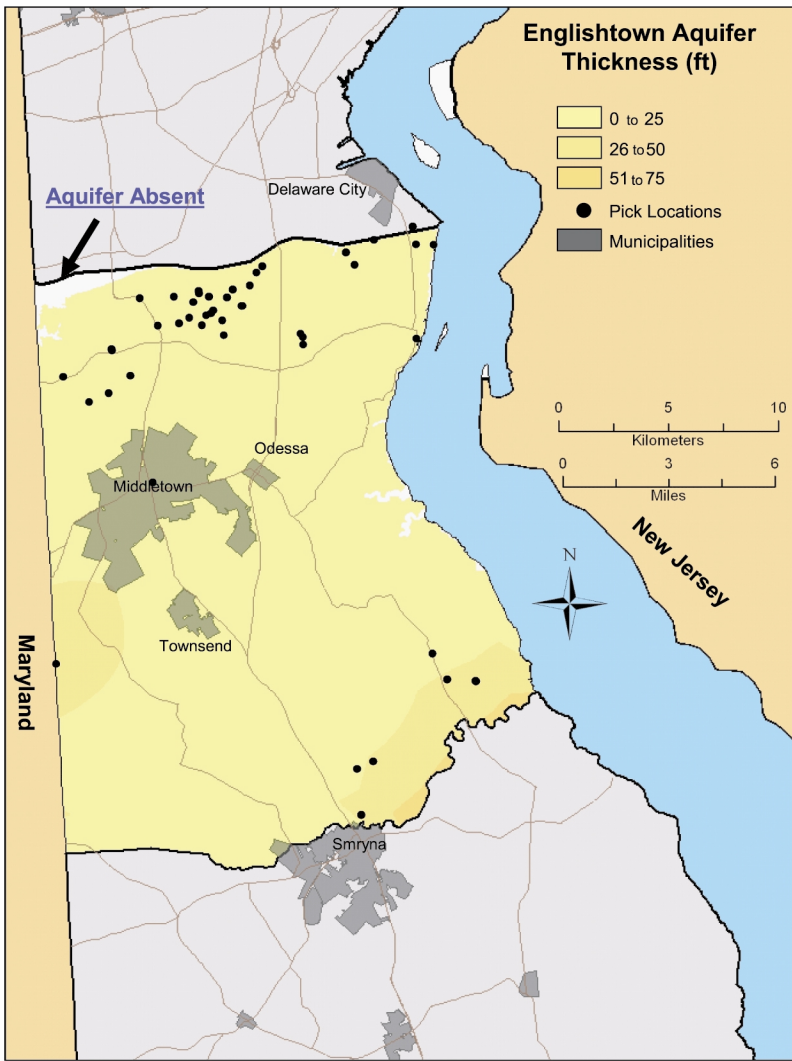 Englishtown Aquifer
Thickness (ft)
0 to 25
26 to 50
51 to 75
Pick Locations
Municipalities
Delaware City
Aquifer Absent
0 5 10
Kilometers
0 3 6
Miles
Odessa
Middletown
New Jersey
N
Townsend
Maryland
Smryna